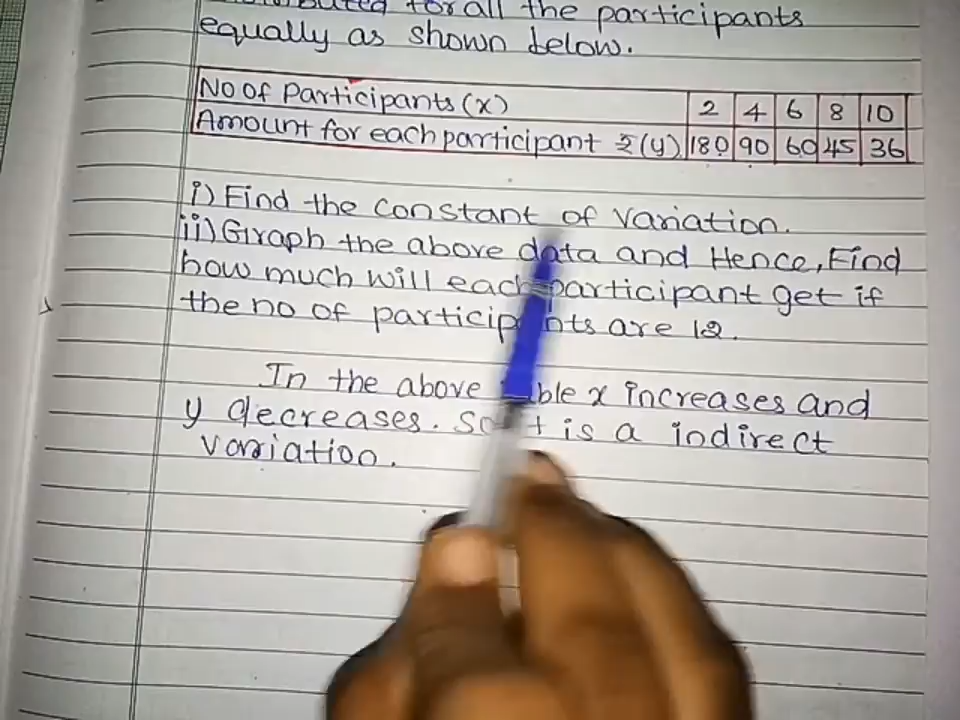 for all the participants
equally as shown below.
No of Participants (x) 2 4 6 8 10
Amount for each participant ₹ (y) 180 90 60 45 36
i) Find the constant of variation.
ii) Graph the above data and Hence, Find
how much will each participant get if
the no of participants are 12.
In the above x increases and
y decreases. is a indirect
variation.